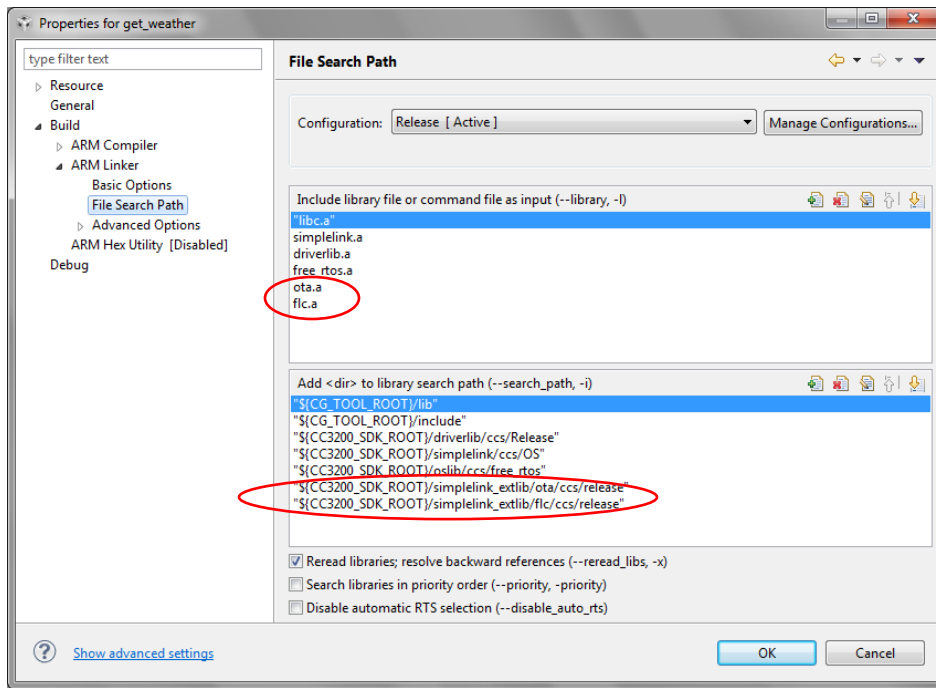 Properties for get_weather
type filter text
Resource
General
Build
ARM Compiler
ARM Linker
Basic Options
File Search Path
Advanced Options
ARM Hex Utility [Disabled]
Debug
File Search Path
Configuration: Release [ Active ] Manage Configurations...
Include library file or command file as input (--library, -l)
"libc.a"
simplelink.a
driverlib.a
free_rtos.a
ota.a
flc.a
Add <dir> to library search path (--search_path, -i)
"${CG_TOOL_ROOT}/lib"
"${CG_TOOL_ROOT}/include"
"${CC3200_SDK_ROOT}/driverlib/ccs/Release"
"${CC3200_SDK_ROOT}/simplelink/ccs/OS"
"${CC3200_SDK_ROOT}/oslib/ccs/free_rtos"
"${CC3200_SDK_ROOT}/simplelink_extlib/ota/ccs/release"
"${CC3200_SDK_ROOT}/simplelink_extlib/flc/ccs/release"
Reread libraries; resolve backward references (--reread_libs, -x)
Search libraries in priority order (--priority, -priority)
Disable automatic RTS selection (--disable_auto_rts)
? Show advanced settings OK Cancel